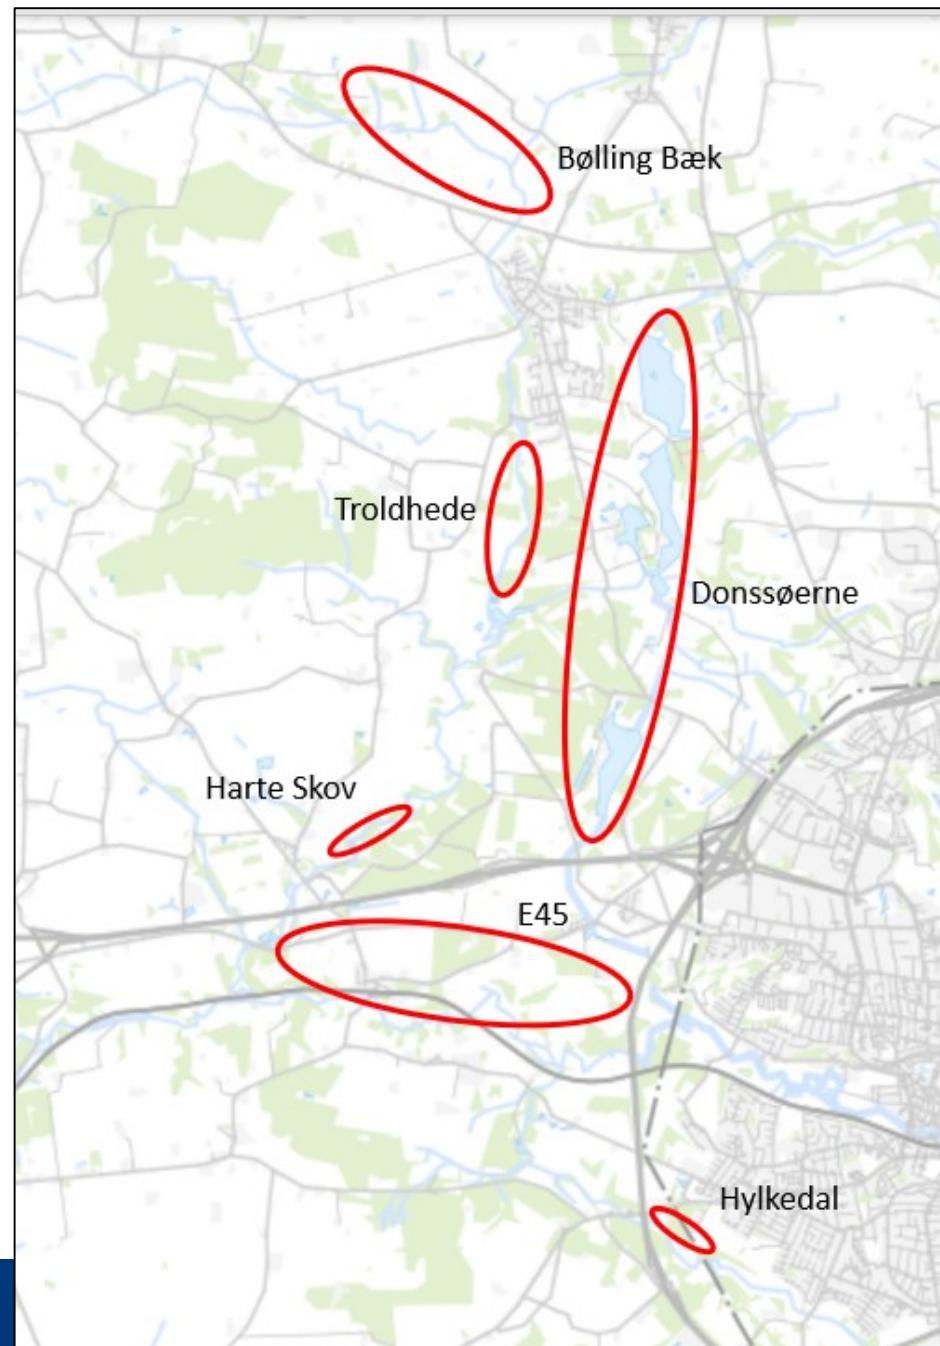 Bølling Bæk
Troldhede
Donssøerne
Harte Skov
E45
Hylkedal